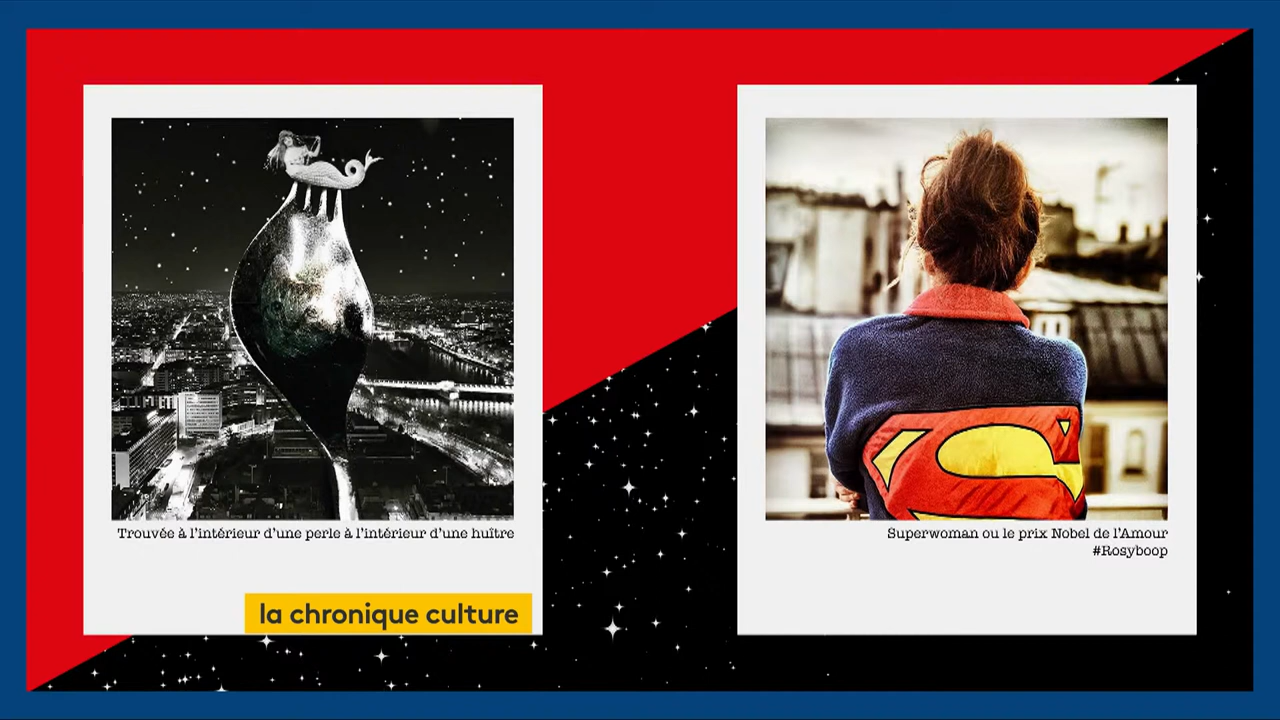 Trouvée à l'intérieur d'une perle à l'intérieur d'une huître
la chronique culture
Superwoman ou le prix Nobel de l'Amour
#Rosyboop